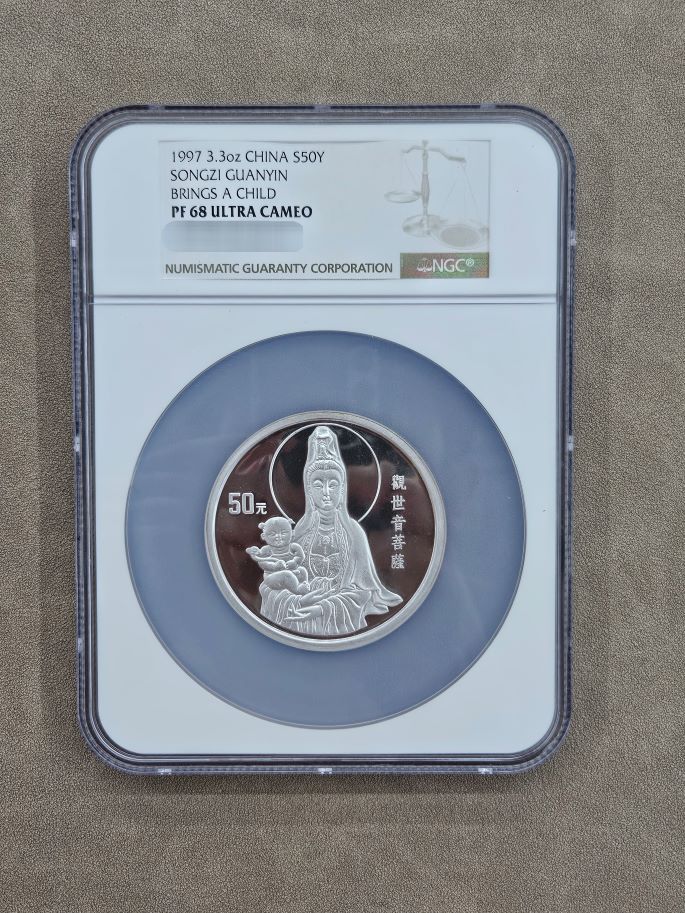 1997 3.3oz CHINA S50Y
SONGZI GUANYIN
BRINGS A CHILD
PF 68 ULTRA CAMEO
NUMISMATIC GUARANTY CORPORATION
NGC®
50元
觀世音菩薩